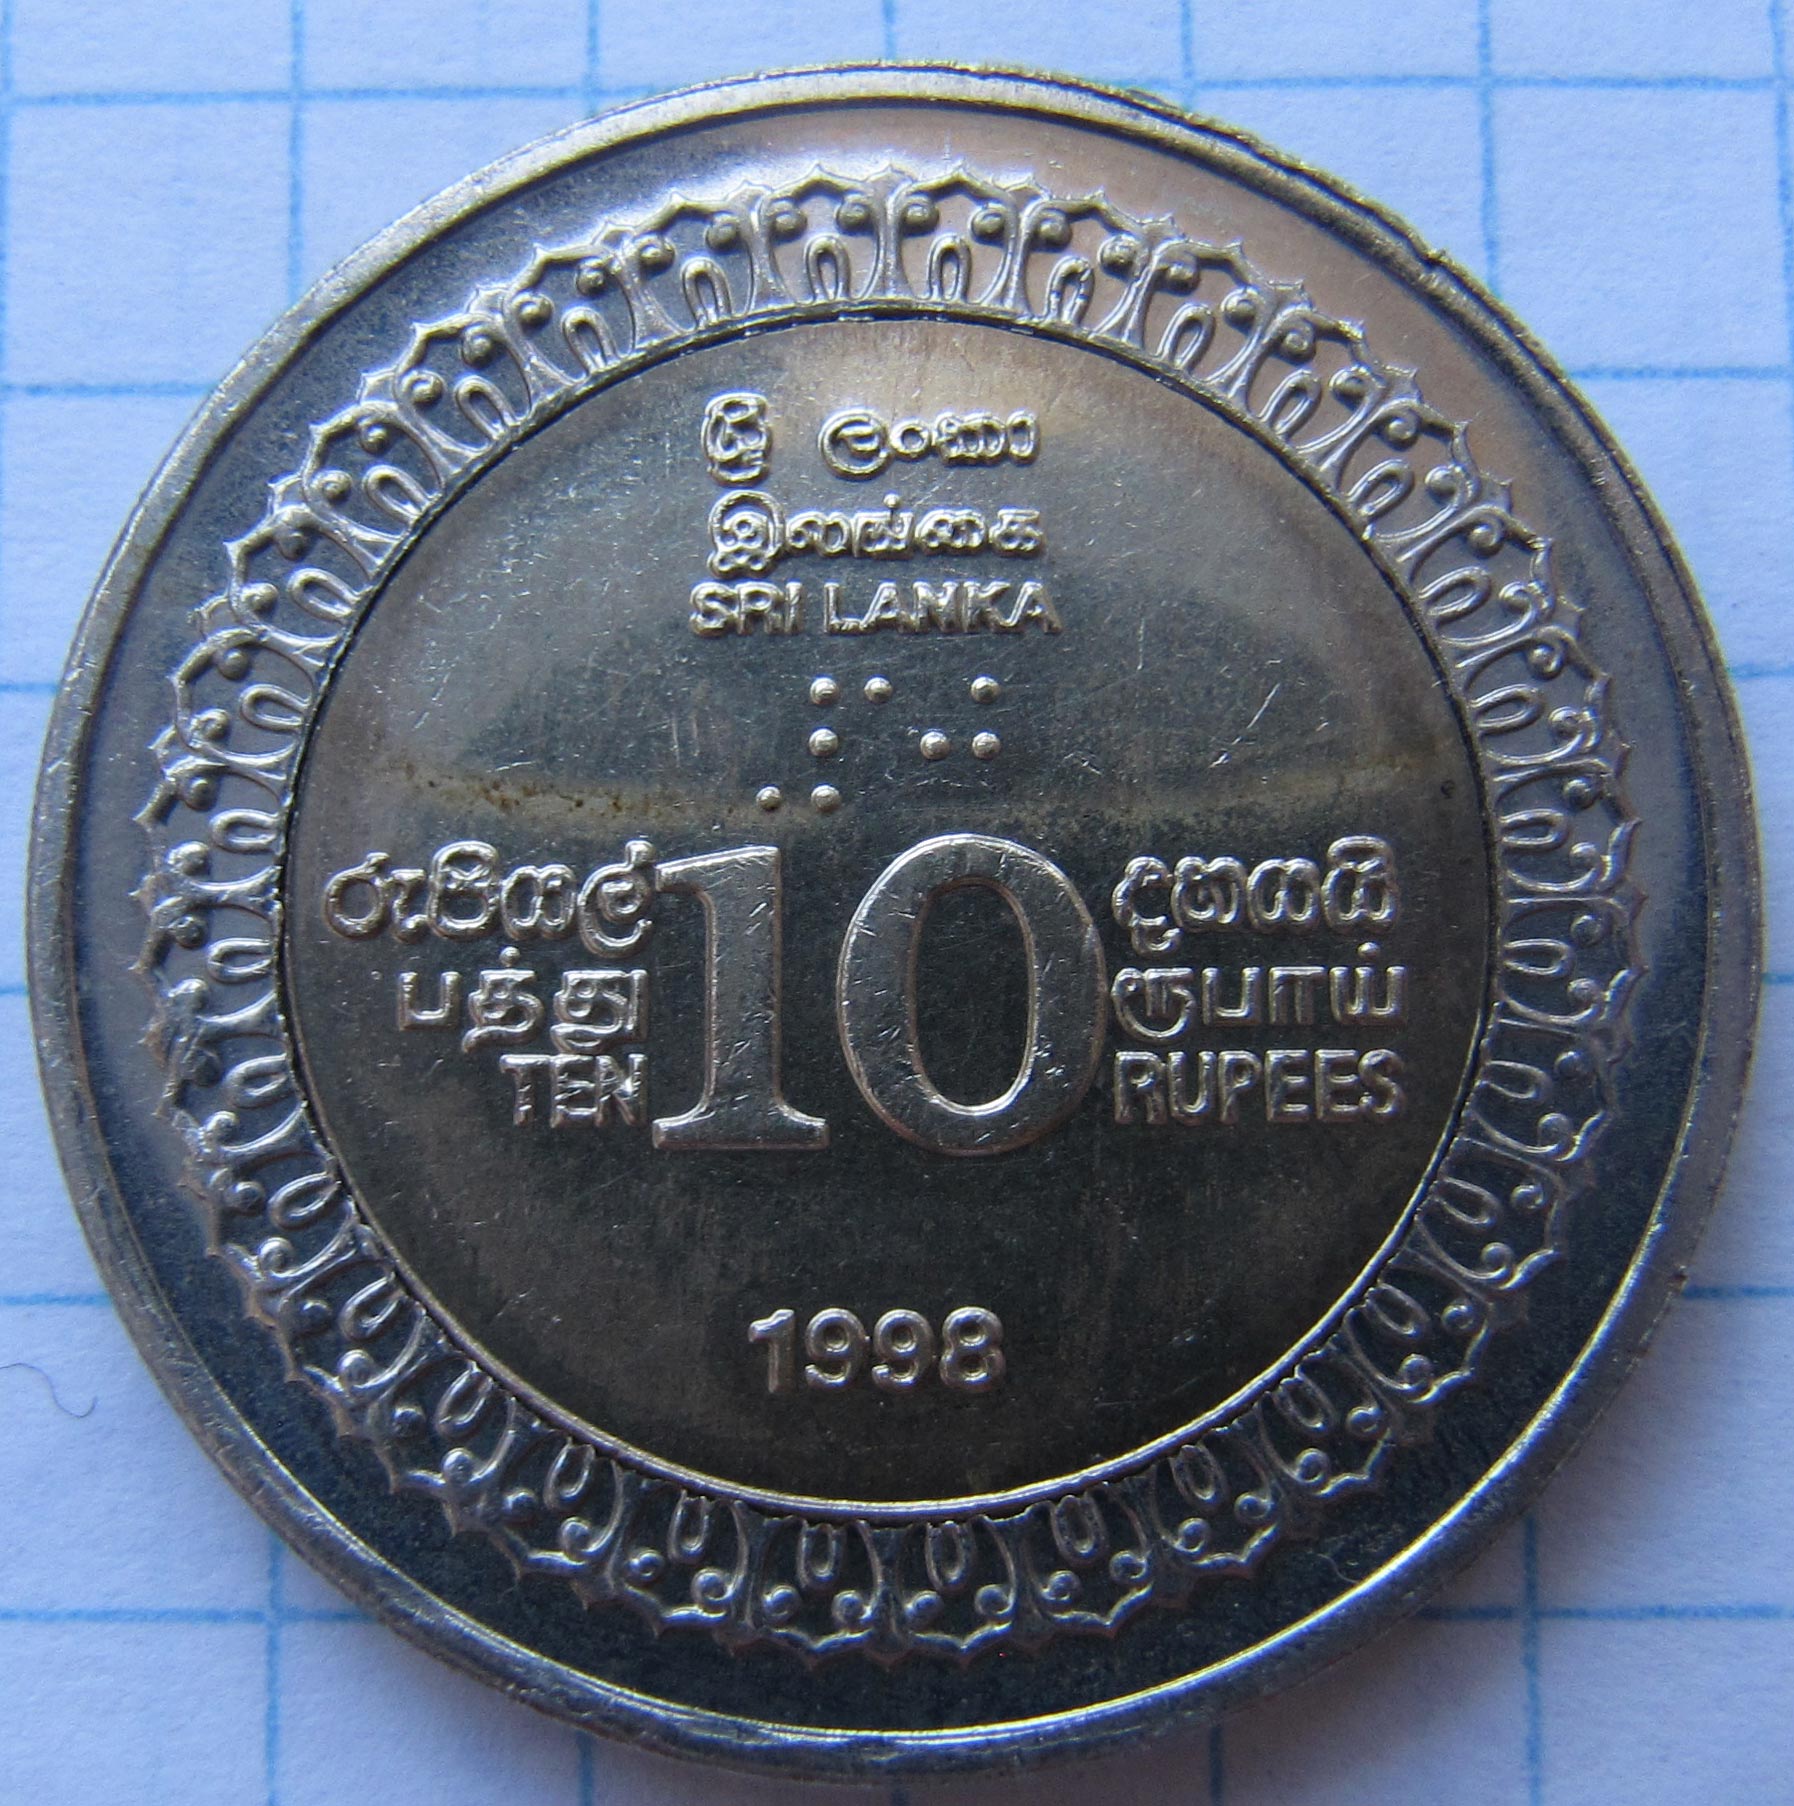 ශ්‍රී ලංකා
இலங்கை
SRI LANKA
⠼⠁⠚
රුපියල් 10 දහයයි
பத்து ரூபாய்
TEN RUPEES
1998